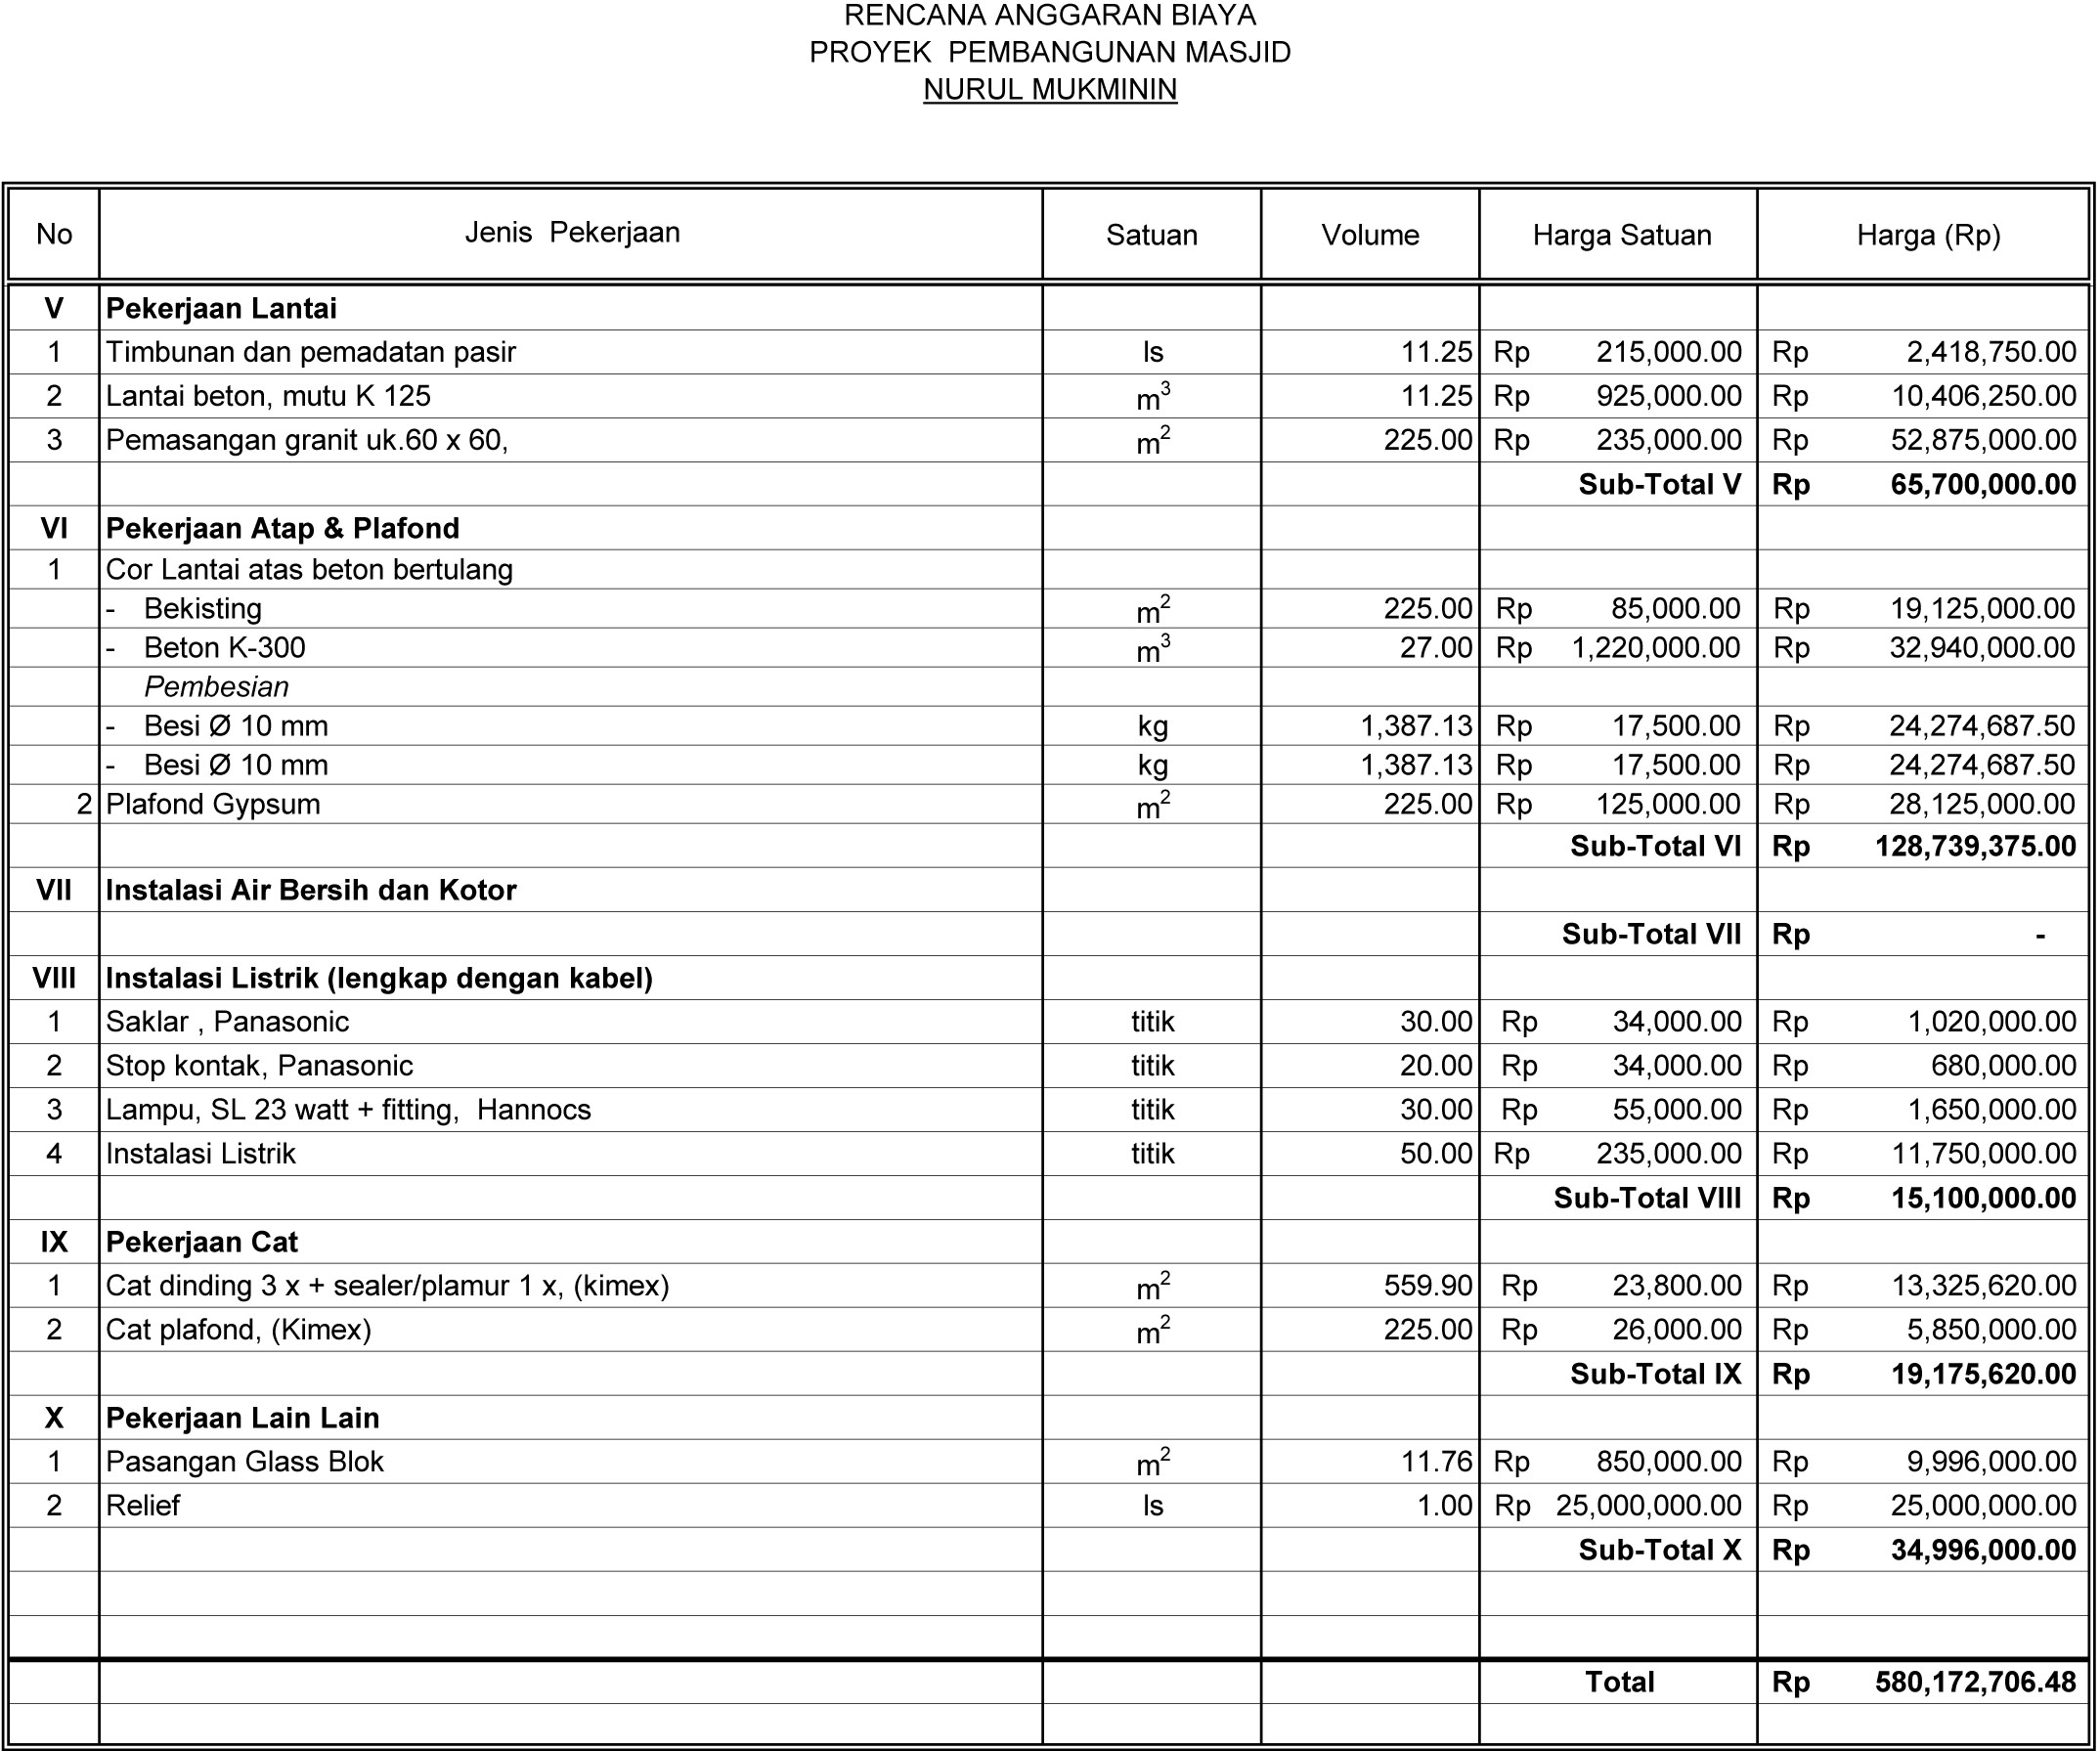 RENCANA ANGGARAN BIAYA
PROYEK PEMBANGUNAN MASJID
NURUL MUKMININ
No Jenis Pekerjaan Satuan Volume Harga Satuan Harga (Rp)
V Pekerjaan Lantai
1 Timbunan dan pemadatan pasir ls 11.25 Rp 215,000.00 Rp 2,418,750.00
2 Lantai beton, mutu K 125 m³ 11.25 Rp 925,000.00 Rp 10,406,250.00
3 Pemasangan granit uk.60 x 60, m² 225.00 Rp 235,000.00 Rp 52,875,000.00
Sub-Total V Rp 65,700,000.00
VI Pekerjaan Atap & Plafond
1 Cor Lantai atas beton bertulang
- Bekisting m² 225.00 Rp 85,000.00 Rp 19,125,000.00
- Beton K-300 m³ 27.00 Rp 1,220,000.00 Rp 32,940,000.00
Pembesian
- Besi Ø 10 mm kg 1,387.13 Rp 17,500.00 Rp 24,274,687.50
- Besi Ø 10 mm kg 1,387.13 Rp 17,500.00 Rp 24,274,687.50
2 Plafond Gypsum m² 225.00 Rp 125,000.00 Rp 28,125,000.00
Sub-Total VI Rp 128,739,375.00
VII Instalasi Air Bersih dan Kotor
Sub-Total VII Rp -
VIII Instalasi Listrik (lengkap dengan kabel)
1 Saklar , Panasonic titik 30.00 Rp 34,000.00 Rp 1,020,000.00
2 Stop kontak, Panasonic titik 20.00 Rp 34,000.00 Rp 680,000.00
3 Lampu, SL 23 watt + fitting, Hannocs titik 30.00 Rp 55,000.00 Rp 1,650,000.00
4 Instalasi Listrik titik 50.00 Rp 235,000.00 Rp 11,750,000.00
Sub-Total VIII Rp 15,100,000.00
IX Pekerjaan Cat
1 Cat dinding 3 x + sealer/plamur 1 x, (kimex) m² 559.90 Rp 23,800.00 Rp 13,325,620.00
2 Cat plafond, (Kimex) m² 225.00 Rp 26,000.00 Rp 5,850,000.00
Sub-Total IX Rp 19,175,620.00
X Pekerjaan Lain Lain
1 Pasangan Glass Blok m² 11.76 Rp 850,000.00 Rp 9,996,000.00
2 Relief ls 1.00 Rp 25,000,000.00 Rp 25,000,000.00
Sub-Total X Rp 34,996,000.00
Total Rp 580,172,706.48